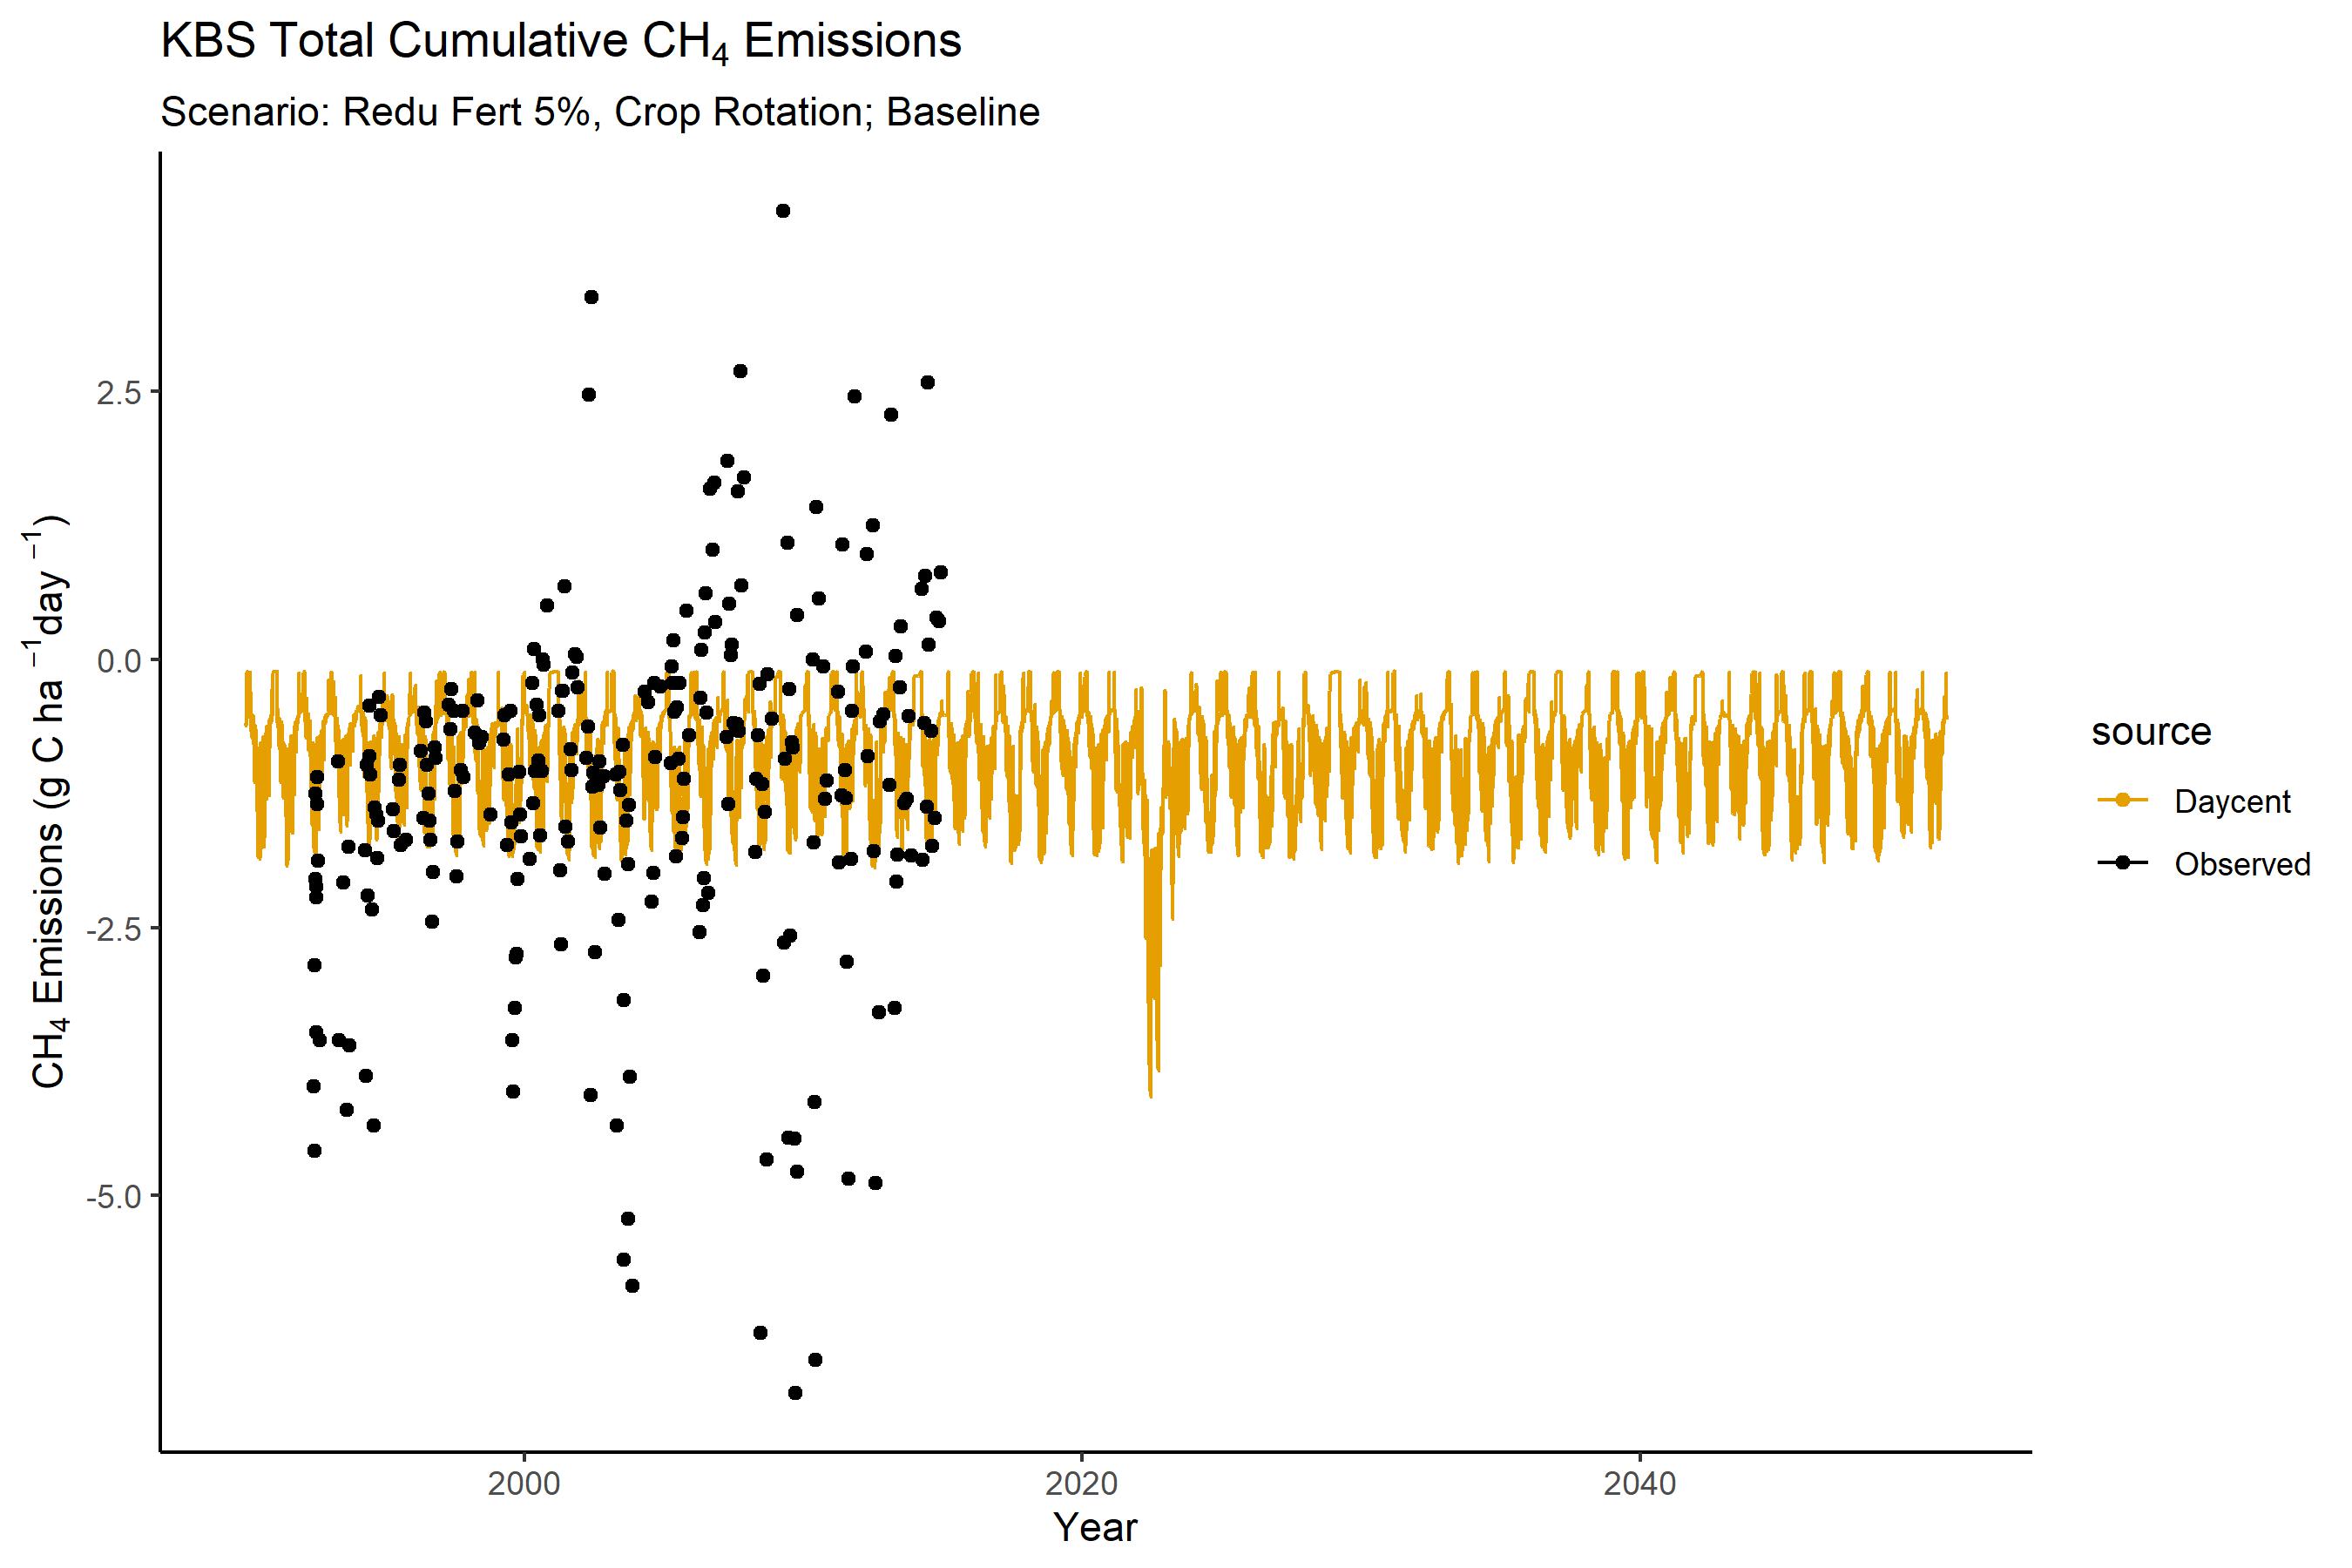 KBS Total Cumulative CH₄ Emissions
Scenario: Redu Fert 5%, Crop Rotation; Baseline
CH₄ Emissions (g C ha ⁻¹day ⁻¹)
2.5
0.0
-2.5
-5.0
2000
2020
2040
Year
source
Daycent
Observed